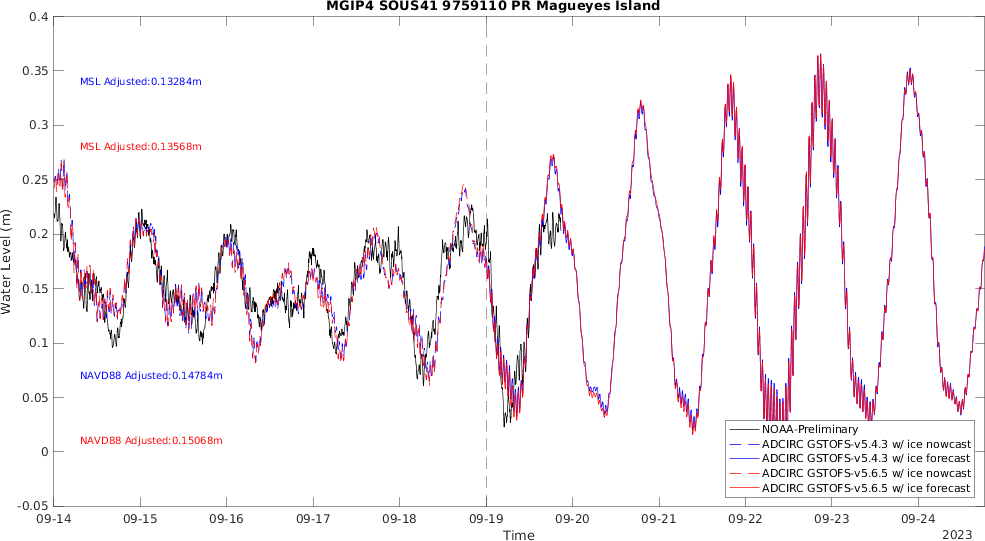 MGIP4 SOUS41 9759110 PR Magueyes Island
0.4
0.35
0.3
0.25
0.2
0.15
0.1
0.05
0
-0.05
Water Level (m)
MSL Adjusted:0.13284m
MSL Adjusted:0.13568m
NAVD88 Adjusted:0.14784m
NAVD88 Adjusted:0.15068m
NOAA-Preliminary
ADCIRC GSTOFS-v5.4.3 w/ ice nowcast
ADCIRC GSTOFS-v5.4.3 w/ ice forecast
ADCIRC GSTOFS-v5.6.5 w/ ice nowcast
ADCIRC GSTOFS-v5.6.5 w/ ice forecast
09-14 09-15 09-16 09-17 09-18 09-19 09-20 09-21 09-22 09-23 09-24
Time
2023